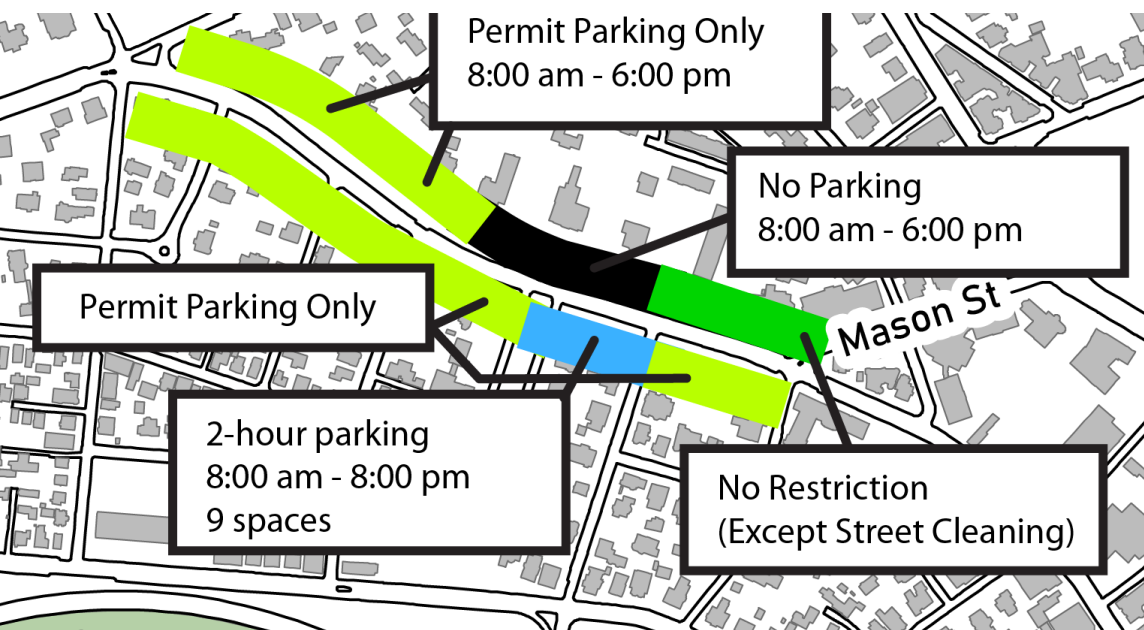 Permit Parking Only
8:00 am - 6:00 pm
No Parking
8:00 am - 6:00 pm
Mason St
Permit Parking Only
2-hour parking
8:00 am - 8:00 pm
9 spaces
No Restriction
(Except Street Cleaning)